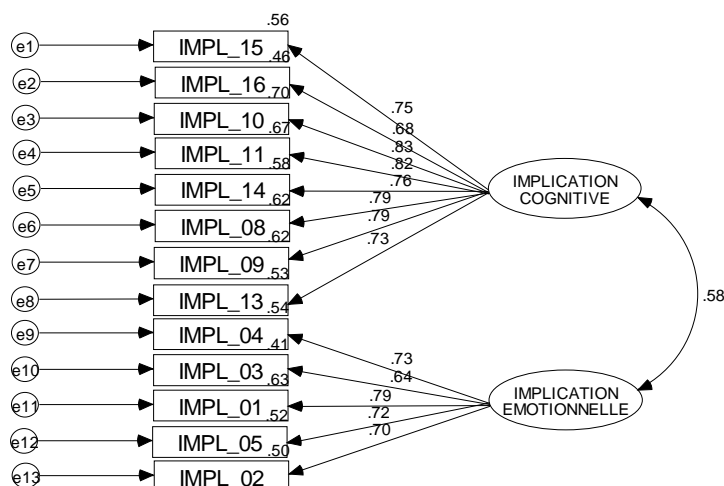 .56
e1 IMPL_15
.46
e2 IMPL_16
.70
e3 IMPL_10
.67
e4 IMPL_11
.58
e5 IMPL_14
.62
e6 IMPL_08
.62
e7 IMPL_09
.53
e8 IMPL_13
.54
e9 IMPL_04
.41
e10 IMPL_03
.63
e11 IMPL_01
.52
e12 IMPL_05
.50
e13 IMPL_02
.75
.68
.83
.82
.76
.79
.79
.73
IMPLICATION
COGNITIVE
.58
.73
.64
.79
.72
.70
IMPLICATION
EMOTIONNELLE